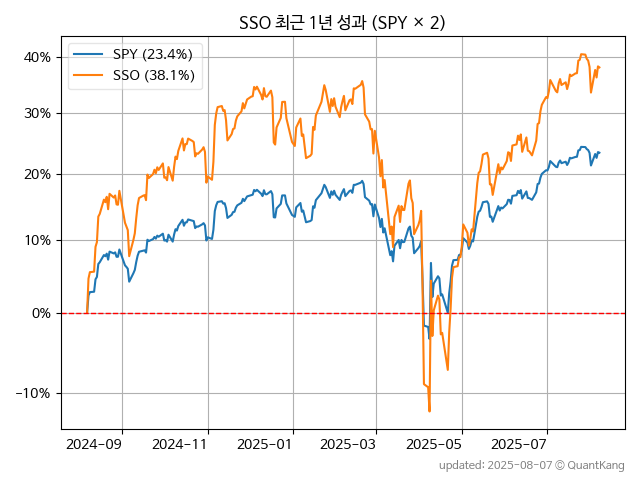 SSO 최근 1년 성과 (SPY × 2)
SPY (23.4%)
SSO (38.1%)
40%
30%
20%
10%
0%
−10%
2024-09 2024-11 2025-01 2025-03 2025-05 2025-07
updated: 2025-08-07 © QuantKang